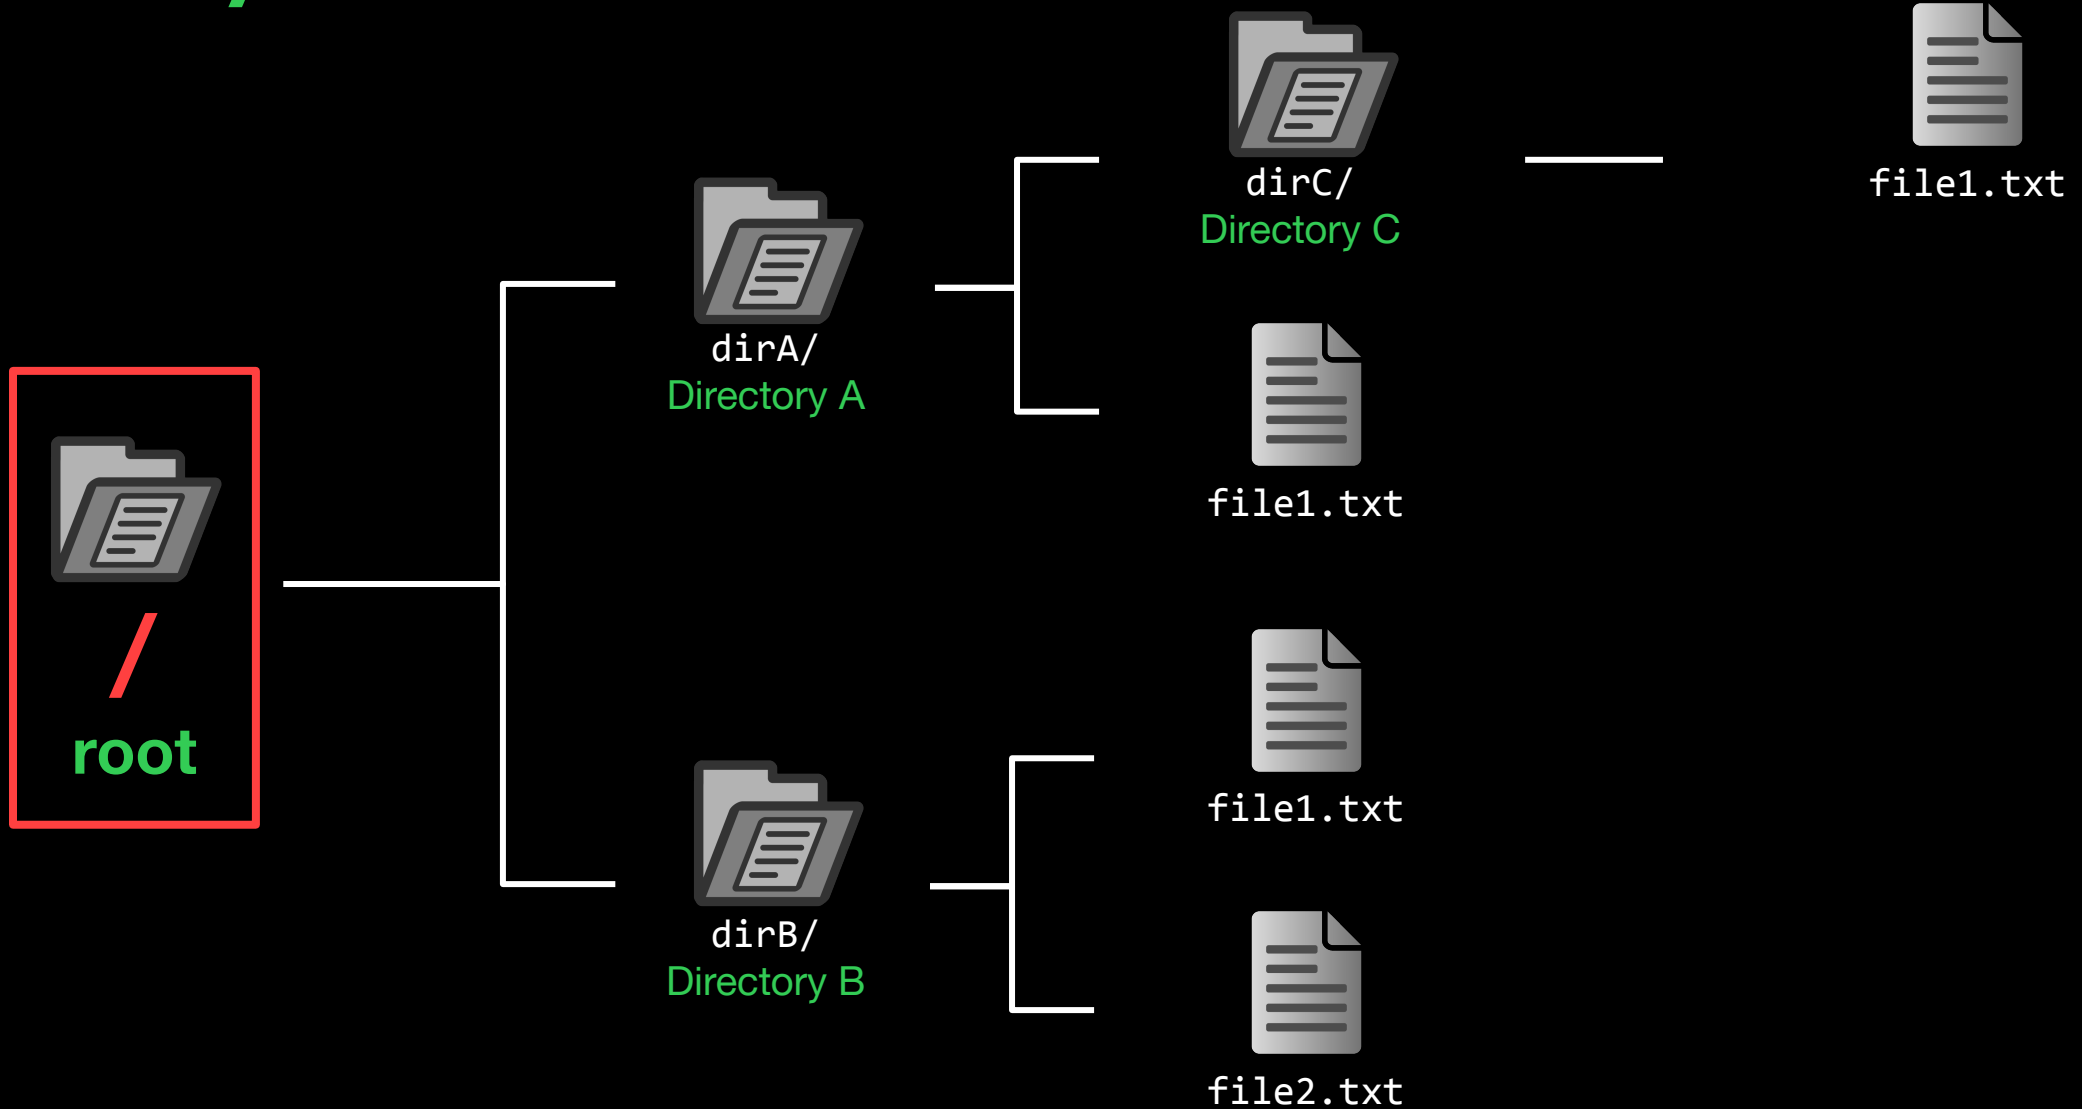 /
root
dirA/
Directory A
dirC/
Directory C
file1.txt
file1.txt
dirB/
Directory B
file1.txt
file2.txt